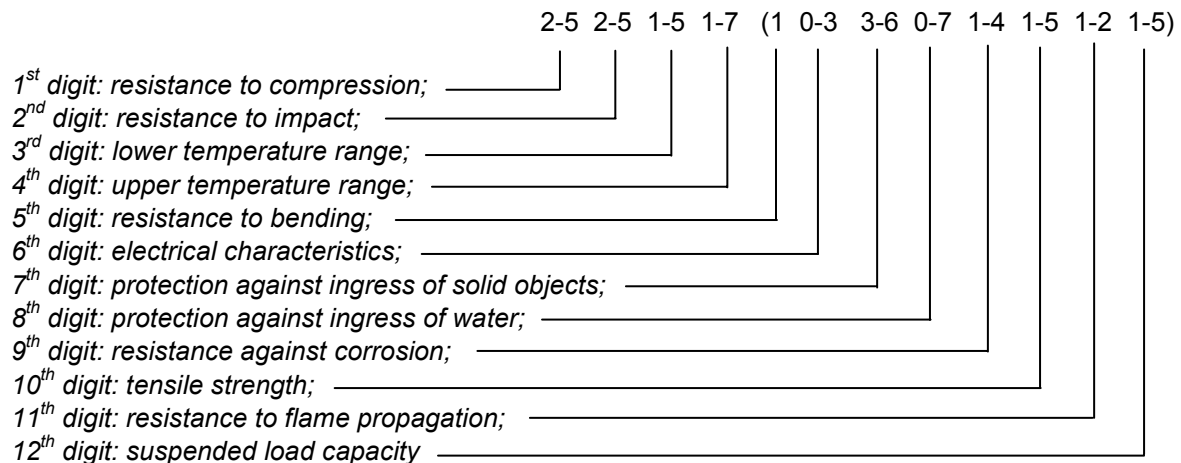 2-5 2-5 1-5 1-7 (1 0-3 3-6 0-7 1-4 1-5 1-2 1-5)
1st digit: resistance to compression;
2nd digit: resistance to impact;
3rd digit: lower temperature range;
4th digit: upper temperature range;
5th digit: resistance to bending;
6th digit: electrical characteristics;
7th digit: protection against ingress of solid objects;
8th digit: protection against ingress of water;
9th digit: resistance against corrosion;
10th digit: tensile strength;
11th digit: resistance to flame propagation;
12th digit: suspended load capacity